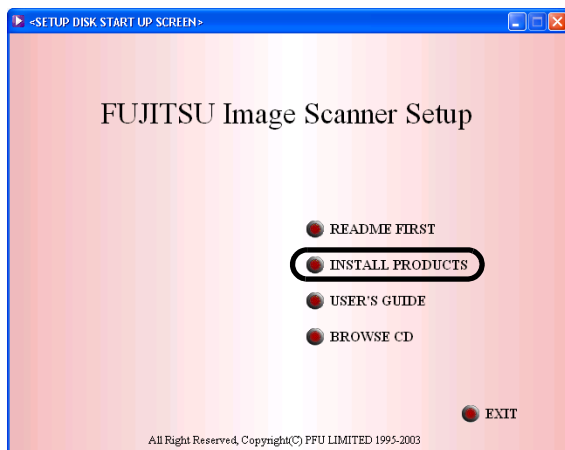 <SETUP DISK START UP SCREEN>
FUJITSU Image Scanner Setup
README FIRST
INSTALL PRODUCTS
USER'S GUIDE
BROWSE CD
EXIT
All Right Reserved, Copyright(C) PFU LIMITED 1995-2003